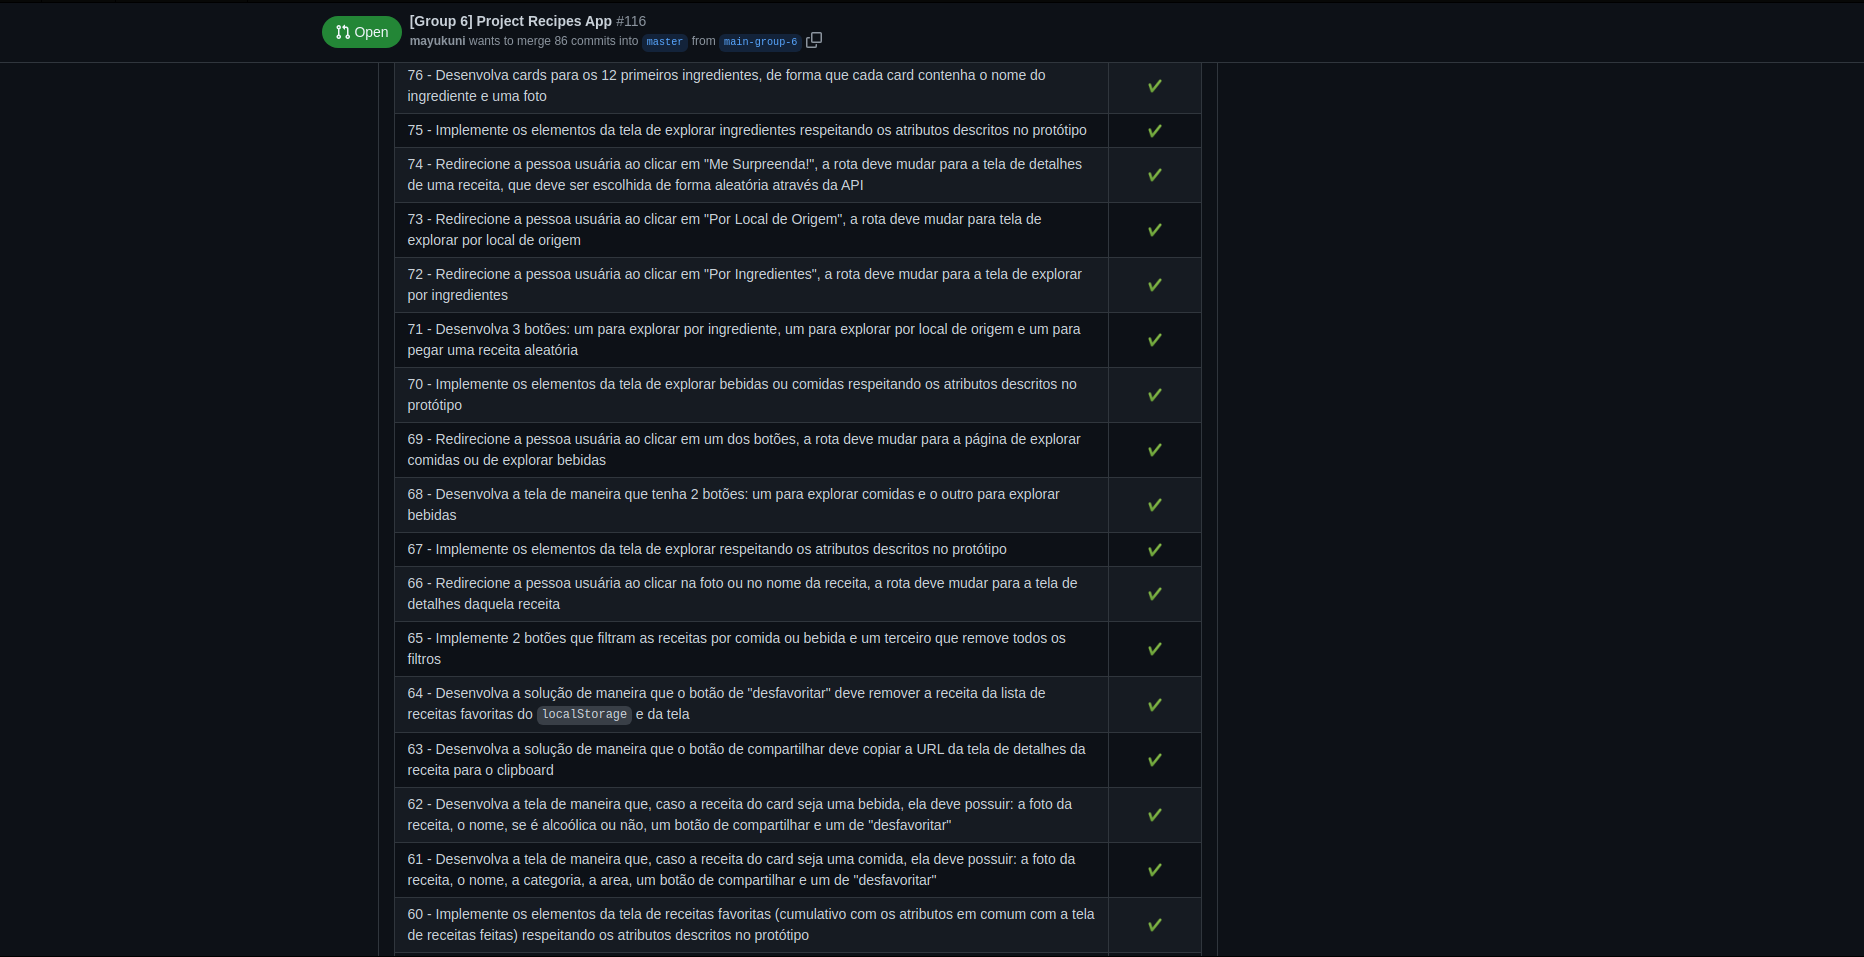 Open
[Group 6] Project Recipes App #116
mayukuni wants to merge 86 commits into master from main-group-6
76 - Desenvolva cards para os 12 primeiros ingredientes, de forma que cada card contenha o nome do
ingrediente e uma foto
75 - Implemente os elementos da tela de explorar ingredientes respeitando os atributos descritos no protótipo
74 - Redirecione a pessoa usuária ao clicar em "Me Surpreenda!", a rota deve mudar para a tela de detalhes
de uma receita, que deve ser escolhida de forma aleatória através da API
73 - Redirecione a pessoa usuária ao clicar em "Por Local de Origem", a rota deve mudar para tela de
explorar por local de origem
72 - Redirecione a pessoa usuária ao clicar em "Por Ingredientes", a rota deve mudar para a tela de explorar
por ingredientes
71 - Desenvolva 3 botões: um para explorar por ingrediente, um para explorar por local de origem e um para
pegar uma receita aleatória
70 - Implemente os elementos da tela de explorar bebidas ou comidas respeitando os atributos descritos no
protótipo
69 - Redirecione a pessoa usuária ao clicar em um dos botões, a rota deve mudar para a página de explorar
comidas ou de explorar bebidas
68 - Desenvolva a tela de maneira que tenha 2 botões: um para explorar comidas e o outro para explorar
bebidas
67 - Implemente os elementos da tela de explorar respeitando os atributos descritos no protótipo
66 - Redirecione a pessoa usuária ao clicar na foto ou no nome da receita, a rota deve mudar para a tela de
detalhes daquela receita
65 - Implemente 2 botões que filtram as receitas por comida ou bebida e um terceiro que remove todos os
filtros
64 - Desenvolva a solução de maneira que o botão de "desfavoritar" deve remover a receita da lista de
receitas favoritas do localStorage e da tela
63 - Desenvolva a solução de maneira que o botão de compartilhar deve copiar a URL da tela de detalhes da
receita para o clipboard
62 - Desenvolva a tela de maneira que, caso a receita do card seja uma bebida, ela deve possuir: a foto da
receita, o nome, se é alcoólica ou não, um botão de compartilhar e um de "desfavoritar"
61 - Desenvolva a tela de maneira que, caso a receita do card seja uma comida, ela deve possuir: a foto da
receita, o nome, a categoria, a area, um botão de compartilhar e um de "desfavoritar"
60 - Implemente os elementos da tela de receitas favoritas (cumulativo com os atributos em comum com a tela
de receitas feitas) respeitando os atributos descritos no protótipo